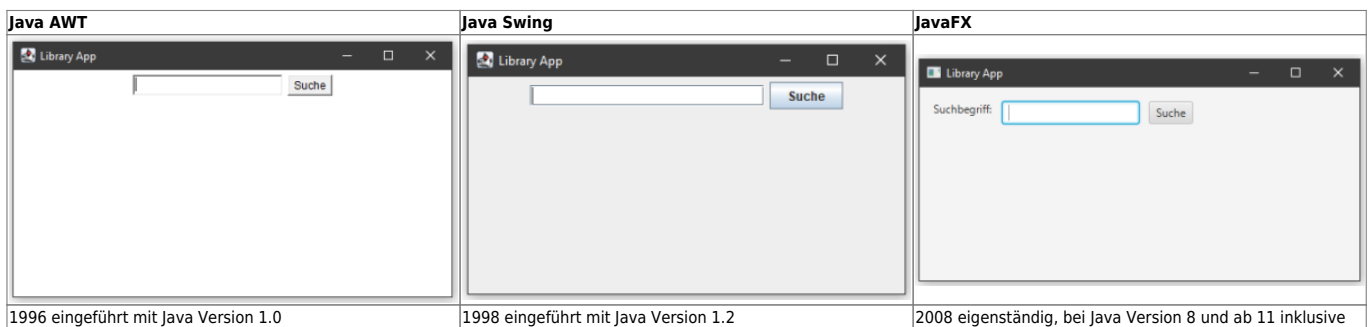 Java AWT
Java Swing
JavaFX
Library App
Suche
Library App
Suche
Library App
Suchbegriff:
Suche
1996 eingeführt mit Java Version 1.0
1998 eingeführt mit Java Version 1.2
2008 eigenständig, bei Java Version 8 und ab 11 inklusive